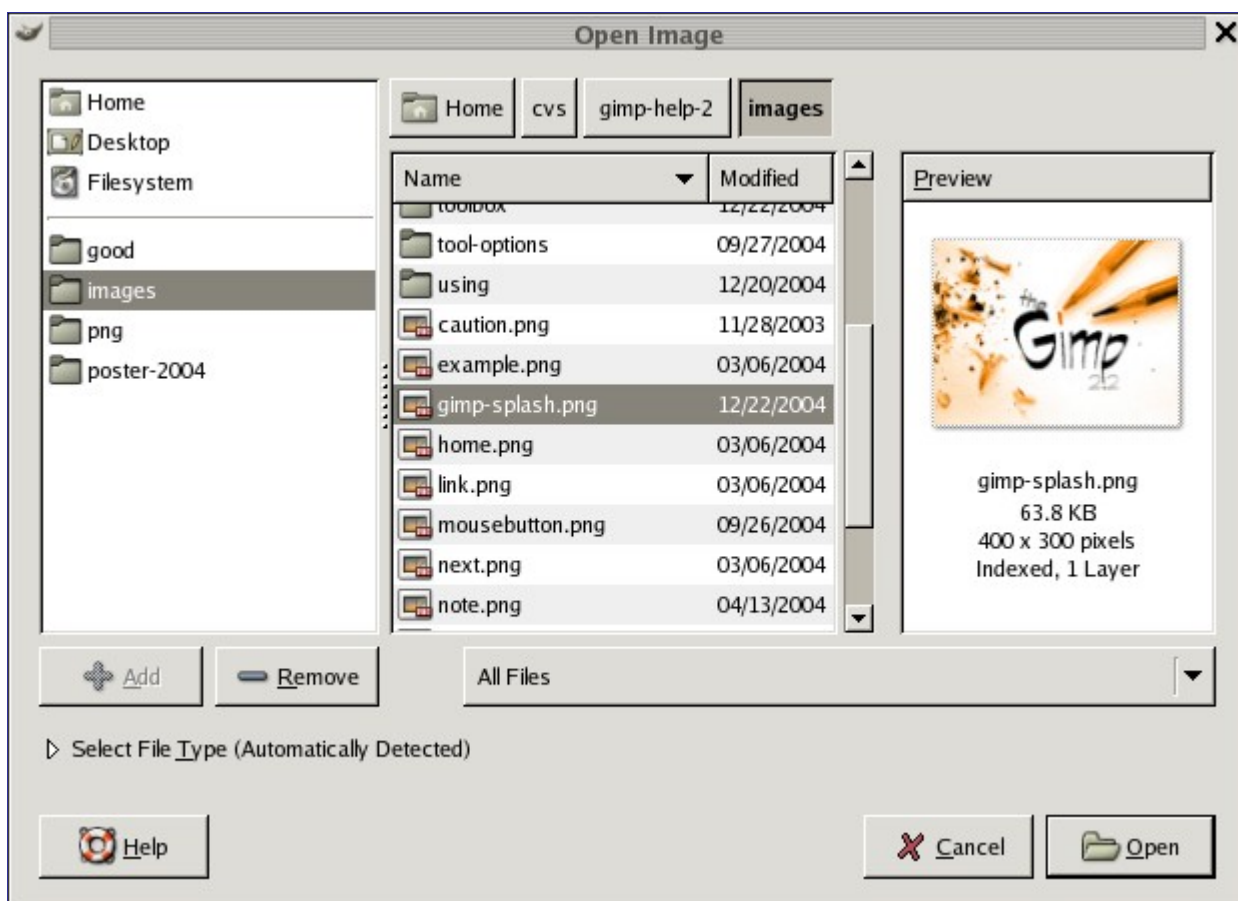 Open Image
Home
Desktop
Filesystem
good
images
png
poster-2004
Home cvs gimp-help-2 images
Name Modified
toolbox 12/22/2004
tool-options 09/27/2004
using 12/20/2004
caution.png 11/28/2003
example.png 03/06/2004
gimp-splash.png 12/22/2004
home.png 03/06/2004
link.png 03/06/2004
mousebutton.png 09/26/2004
next.png 03/06/2004
note.png 04/13/2004
Preview
the
Gimp
2.2
gimp-splash.png
63.8 KB
400 x 300 pixels
Indexed, 1 Layer
Add Remove All Files
Select File Type (Automatically Detected)
Help Cancel Open